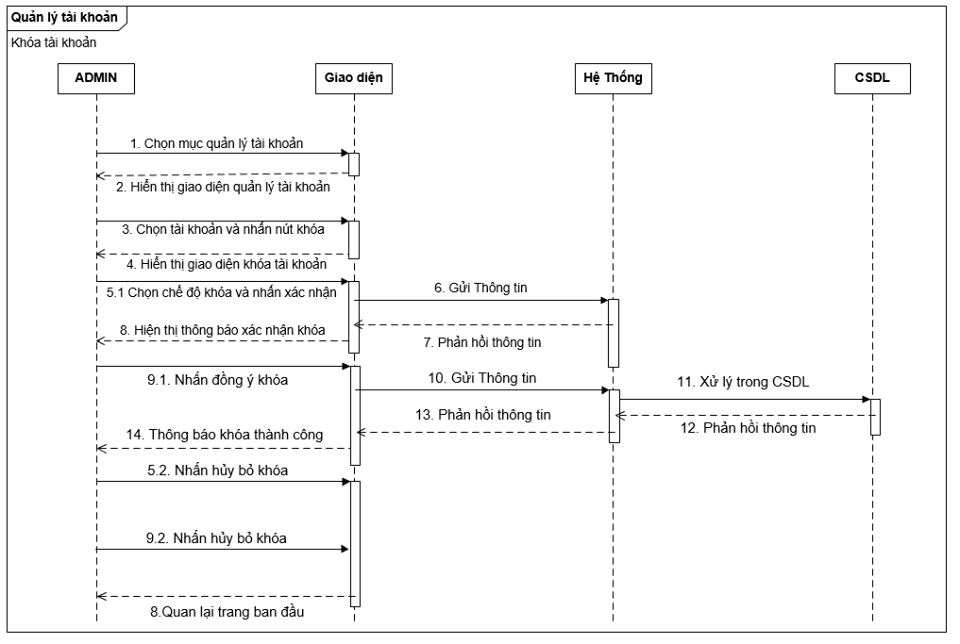 Quản lý tài khoản
Khóa tài khoản
ADMIN
Giao diện
Hệ Thống
CSDL
1. Chọn mục quản lý tài khoản
2. Hiển thị giao diện quản lý tài khoản
3. Chọn tài khoản và nhấn nút khóa
4. Hiển thị giao diện khóa tài khoản
5.1 Chọn chế độ khóa và nhấn xác nhận
6. Gửi Thông tin
7. Phản hồi thông tin
8. Hiện thị thông báo xác nhận khóa
9.1. Nhấn đồng ý khóa
10. Gửi Thông tin
11. Xử lý trong CSDL
12. Phản hồi thông tin
13. Phản hồi thông tin
14. Thông báo khóa thành công
5.2. Nhấn hủy bỏ khóa
9.2. Nhấn hủy bỏ khóa
8.Quan lại trang ban đầu